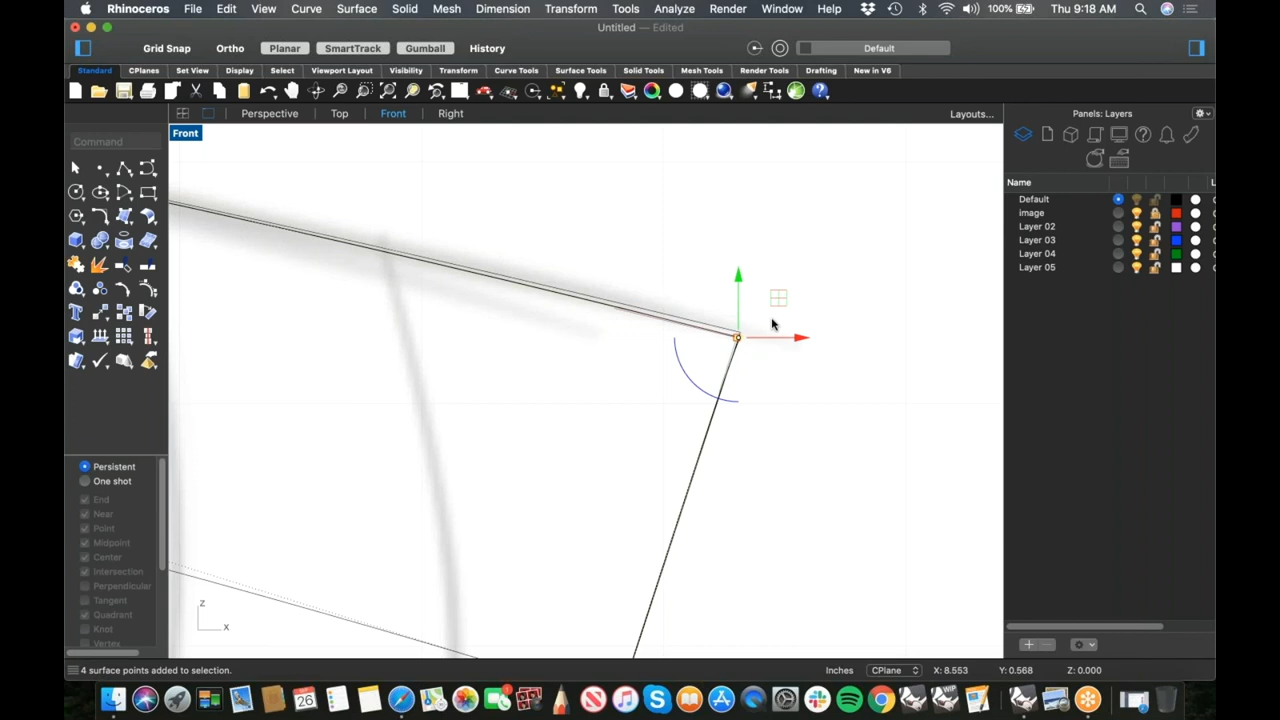 Rhinoceros File Edit View Curve Surface Solid Mesh Dimension Transform Tools Analyze Render Window Help 100% Thu 9:18 AM
Untitled — Edited
Grid Snap Ortho Planar SmartTrack Gumball History Default
Standard CPlanes Set View Display Select Viewport Layout Visibility Transform Curve Tools Surface Tools Solid Tools Mesh Tools Render Tools Drafting New in V6
Perspective Top Front Right Layouts... Panels: Layers
Front
Command
Name L
Default
image
Layer 02
Layer 03
Layer 04
Layer 05
Persistent
One shot
End
Near
Point
Midpoint
Center
Intersection
Perpendicular
Tangent
Quadrant
Knot
Vertex
Z
X
4 surface points added to selection. Inches CPlane X: 8.553 Y: 0.568 Z: 0.000
26